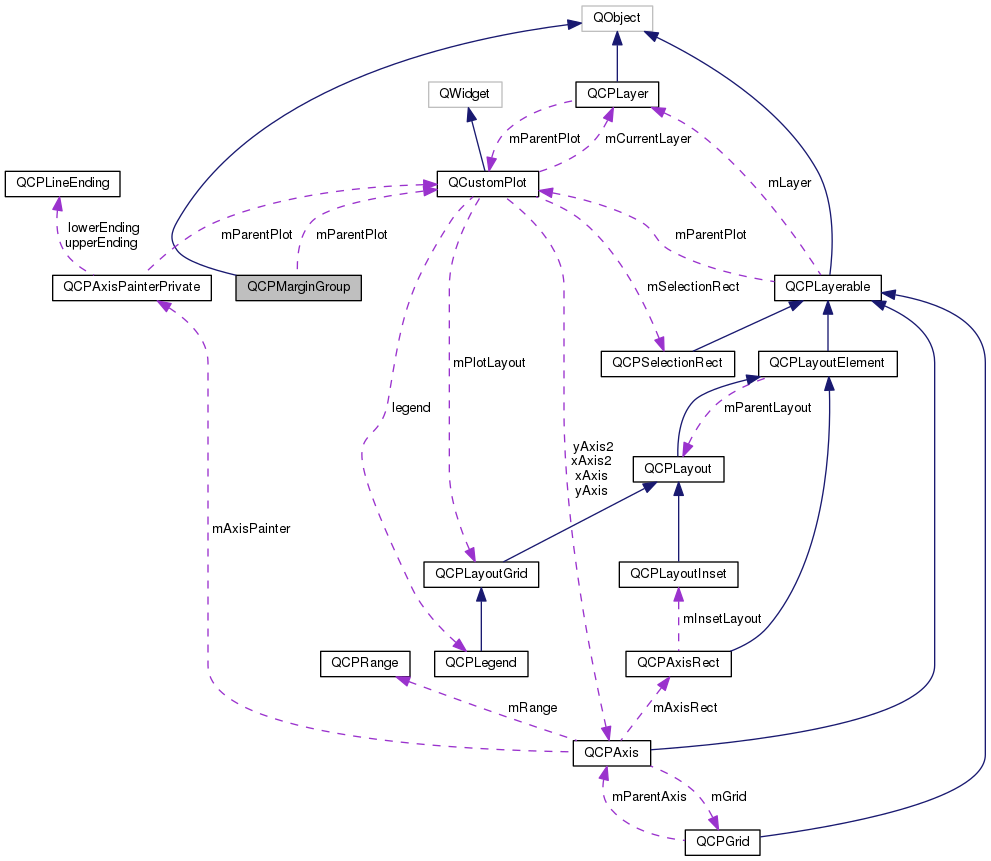 QObject
QWidget
QCPLayer
mParentPlot
mCurrentLayer
QCPLineEnding
QCustomPlot
mLayer
lowerEnding
upperEnding
mParentPlot
mParentPlot
mParentPlot
QCPAxisPainterPrivate
QCPMarginGroup
mSelectionRect
QCPLayerable
mPlotLayout
QCPSelectionRect
QCPLayoutElement
legend
mParentLayout
yAxis2
xAxis2
xAxis
yAxis
QCPLayout
mAxisPainter
QCPLayoutGrid
QCPLayoutInset
mInsetLayout
QCPRange
QCPLegend
QCPAxisRect
mRange
mAxisRect
QCPAxis
mParentAxis
mGrid
QCPGrid